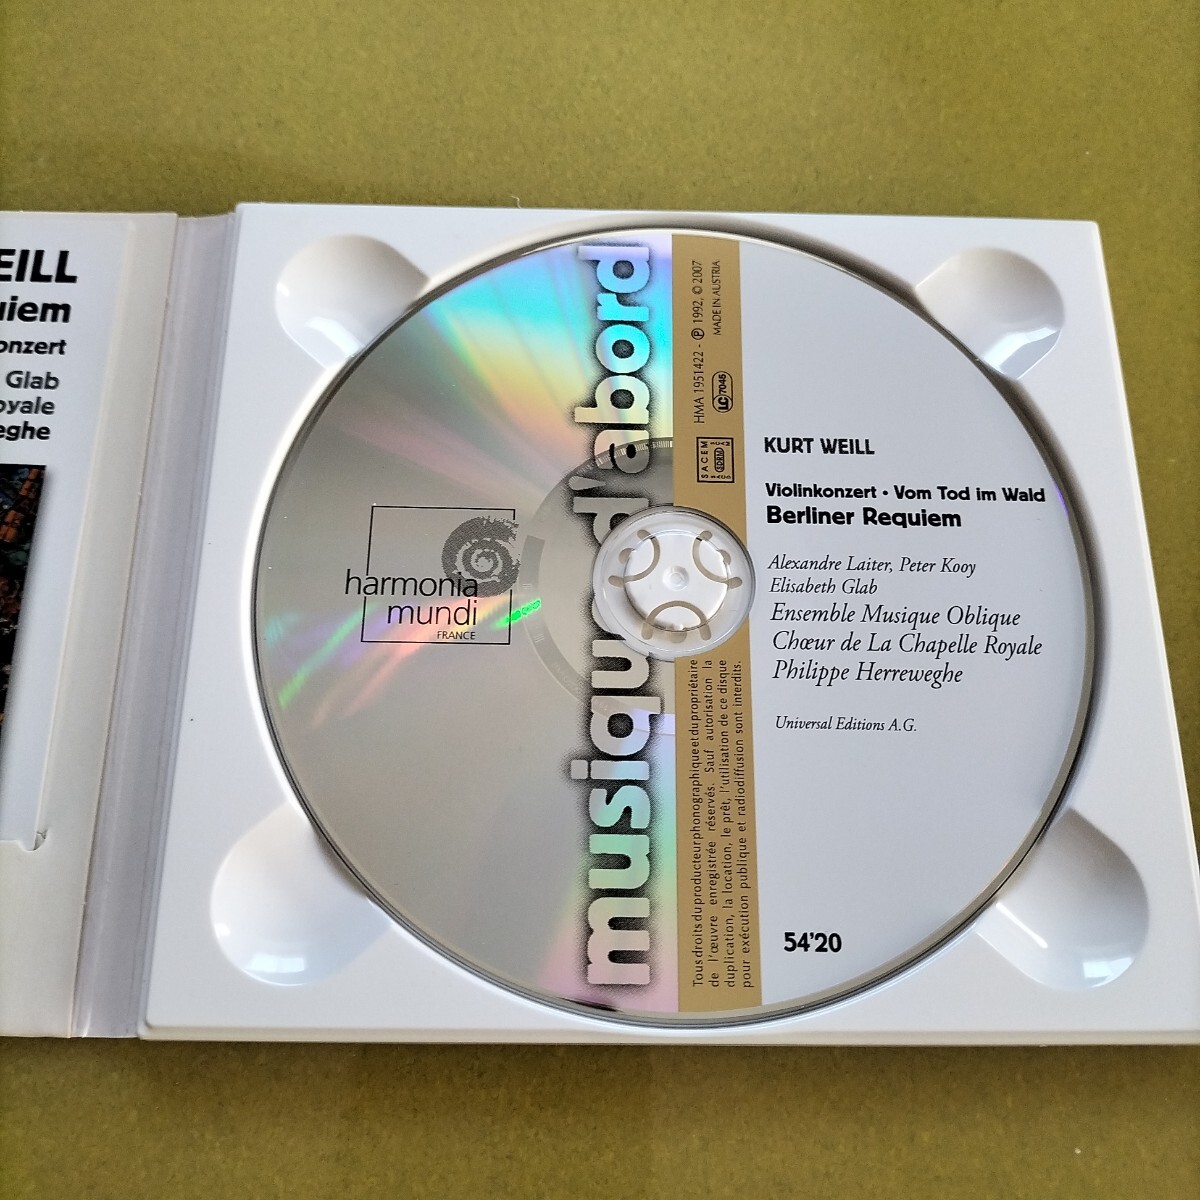 EILL
uiem
onzert
Glab
oyale
eghe
harmonia
mundi
FRANCE
musique d'abord
HMA 1951422 - ℗ 1992, © 2007
MADE IN AUSTRIA
LC 7045
SACEM
SDRM
Tous droits du producteur phonographique et du propriétaire
de l'œuvre enregistrée réservés. Sauf autorisation la
duplication, la location, le prêt, l'utilisation de ce disque
pour exécution publique et radiodiffusion sont interdits.
KURT WEILL
Violinkonzert · Vom Tod im Wald
Berliner Requiem
Alexandre Laiter, Peter Kooy
Elisabeth Glab
Ensemble Musique Oblique
Chœur de La Chapelle Royale
Philippe Herreweghe
Universal Editions A.G.
54'20